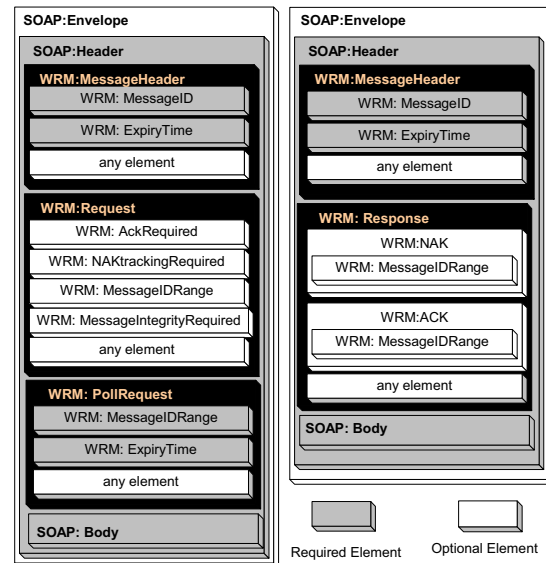 SOAP:Envelope
SOAP:Header
WRM:MessageHeader
WRM: MessageID
WRM: ExpiryTime
any element
WRM:Request
WRM: AckRequired
WRM: NAKtrackingRequired
WRM: MessageIDRange
WRM: MessageIntegrityRequired
any element
WRM: PollRequest
WRM: MessageIDRange
WRM: ExpiryTime
any element
SOAP: Body
SOAP:Envelope
SOAP:Header
WRM:MessageHeader
WRM: MessageID
WRM: ExpiryTime
any element
WRM: Response
WRM:NAK
WRM: MessageIDRange
WRM:ACK
WRM: MessageIDRange
any element
SOAP: Body
Required Element
Optional Element